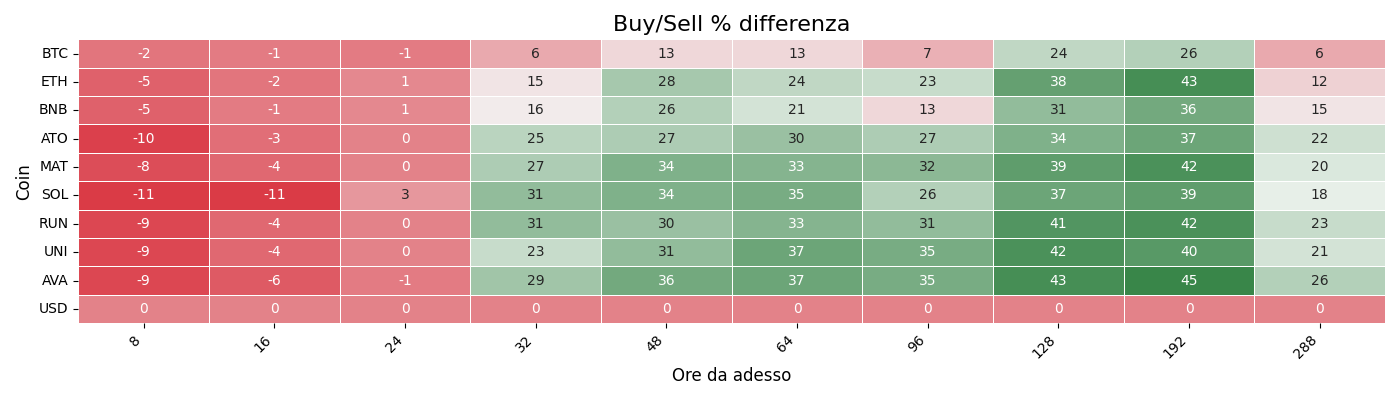 Buy/Sell % differenza
Coin
BTC -2 -1 -1 6 13 13 7 24 26 6
ETH -5 -2 1 15 28 24 23 38 43 12
BNB -5 -1 1 16 26 21 13 31 36 15
ATO -10 -3 0 25 27 30 27 34 37 22
MAT -8 -4 0 27 34 33 32 39 42 20
SOL -11 -11 3 31 34 35 26 37 39 18
RUN -9 -4 0 31 30 33 31 41 42 23
UNI -9 -4 0 23 31 37 35 42 40 21
AVA -9 -6 -1 29 36 37 35 43 45 26
USD 0 0 0 0 0 0 0 0 0 0
8 16 24 32 48 64 96 128 192 288
Ore da adesso